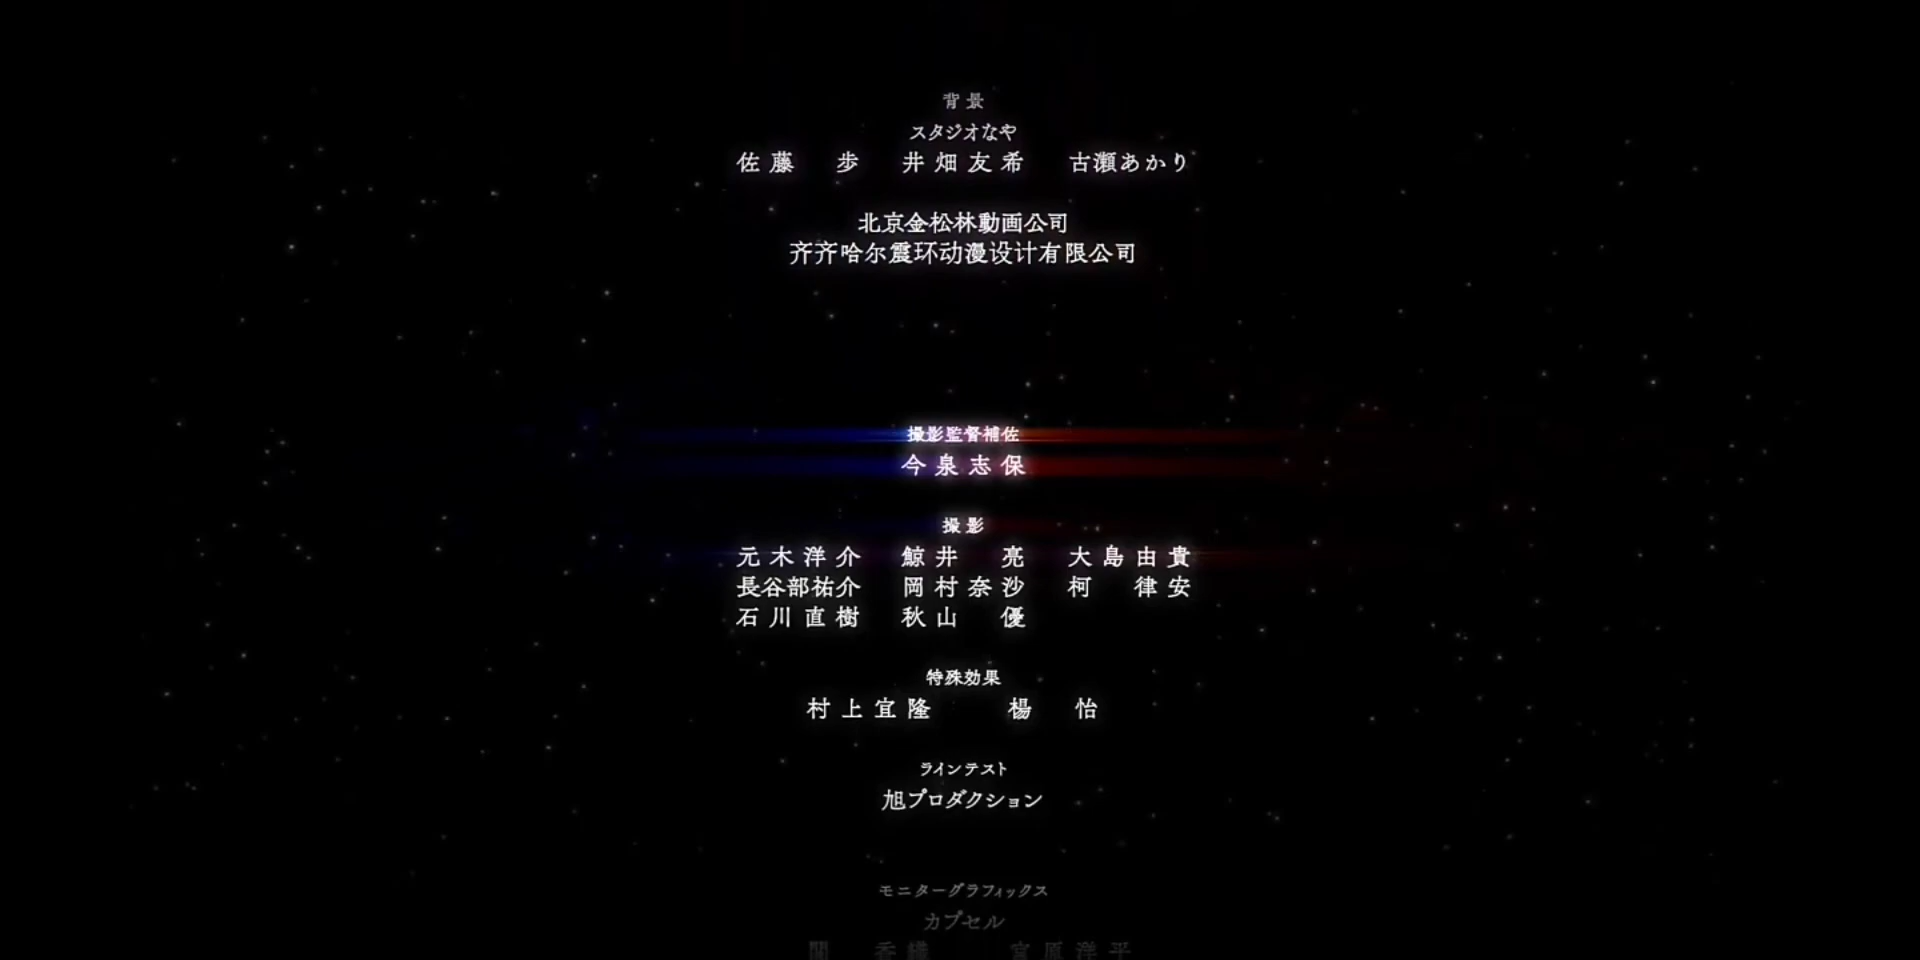 背景
スタジオなや
佐藤 歩 井畑友希 古瀬あかり
北京金松林動画公司
齐齐哈尔震环动漫设计有限公司
撮影監督補佐
今泉志保
撮影
元木洋介 鯨井 亮 大島由貴
長谷部祐介 岡村奈沙 柯 律安
石川直樹 秋山 優
特殊効果
村上宜隆 楊 怡
ラインテスト
旭プロダクション
モニターグラフィックス
カプセル
宮原洋平